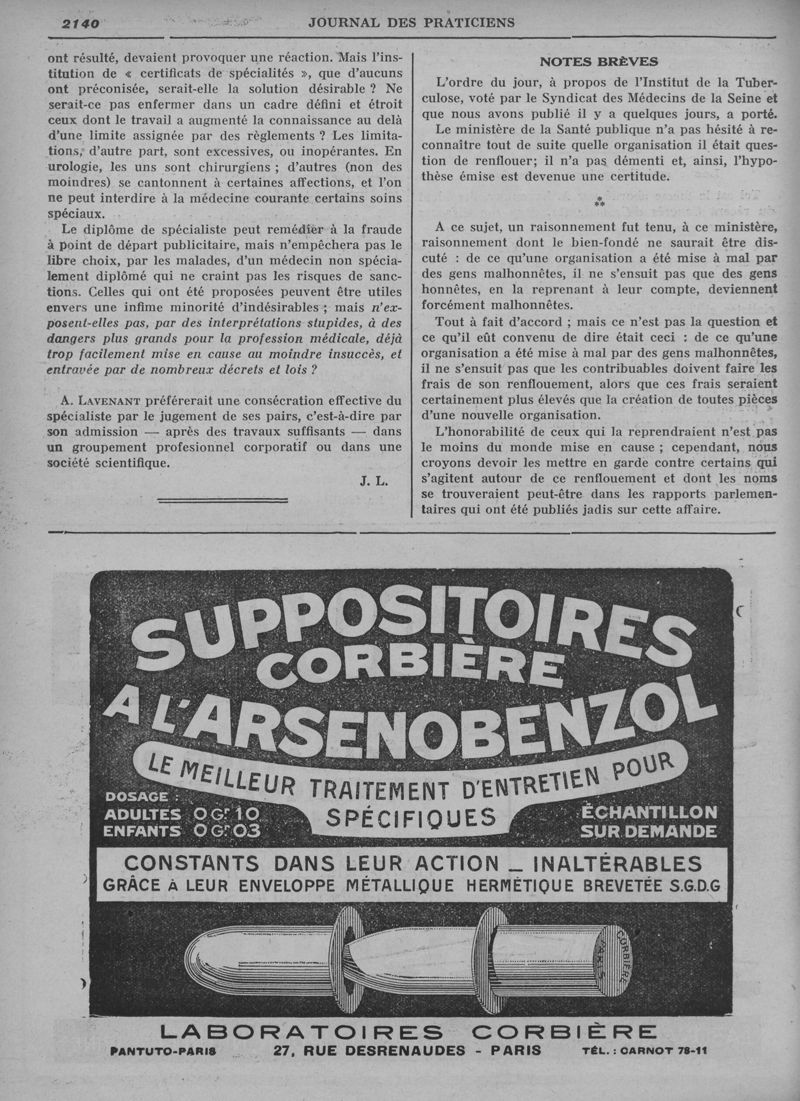 2140
JOURNAL DES PRATICIENS
ont résulté, devaient provoquer une réaction. Mais l'ins-
titution de « certificats de spécialités », que d'aucuns
ont préconisée, serait-elle la solution désirable ? Ne
serait-ce pas enfermer dans un cadre défini et étroit
ceux dont le travail a augmenté la connaissance au delà
d'une limite assignée par des règlements ? Les limita-
tions, d'autre part, sont excessives, ou inopérantes. En
urologie, les uns sont chirurgiens ; d'autres (non des
moindres) se cantonnent à certaines affections, et l'on
ne peut interdire à la médecine courante certains soins
spéciaux.
Le diplôme de spécialiste peut remédier à la fraude
à point de départ publicitaire, mais n'empêchera pas le
libre choix, par les malades, d'un médecin non spécia-
lement diplômé qui ne craint pas les risques de sanc-
tions. Celles qui ont été proposées peuvent être utiles
envers une infime minorité d'indésirables ; mais n'ex-
posent-elles pas, par des interprétations stupides, à des
dangers plus grands pour la profession médicale, déjà
trop facilement mise en cause au moindre insuccès, et
entravée par de nombreux décrets et lois ?
A. LAVENANT préférerait une consécration effective du
spécialiste par le jugement de ses pairs, c'est-à-dire par
son admission — après des travaux suffisants — dans
un groupement profesionnel corporatif ou dans une
société scientifique.
J. L.
NOTES BRÈVES
L'ordre du jour, à propos de l'Institut de la Tuber-
culose, voté par le Syndicat des Médecins de la Seine et
que nous avons publié il y a quelques jours, a porté.
Le ministère de la Santé publique n'a pas hésité à re-
connaître tout de suite quelle organisation il était ques-
tion de renflouer; il n'a pas démenti et, ainsi, l'hypo-
thèse émise est devenue une certitude.
***
A ce sujet, un raisonnement fut tenu, à ce ministère,
raisonnement dont le bien-fondé ne saurait être dis-
cuté : de ce qu'une organisation a été mise à mal par
des gens malhonnêtes, il ne s'ensuit pas que des gens
honnêtes, en la reprenant à leur compte, deviennent
forcément malhonnêtes.
Tout à fait d'accord ; mais ce n'est pas la question et
ce qu'il eût convenu de dire était ceci : de ce qu'une
organisation a été mise à mal par des gens malhonnêtes,
il ne s'ensuit pas que les contribuables doivent faire les
frais de son renflouement, alors que ces frais seraient
certainement plus élevés que la création de toutes pièces
d'une nouvelle organisation.
L'honorabilité de ceux qui la reprendraient n'est pas
le moins du monde mise en cause ; cependant, nous
croyons devoir les mettre en garde contre certains qui
s'agitent autour de ce renflouement et dont les noms
se trouveraient peut-être dans les rapports parlemen-
taires qui ont été publiés jadis sur cette affaire.
SUPPOSITOIRES
CORBIÈRE
A L'ARSENOBENZOL
LE MEILLEUR TRAITEMENT D'ENTRETIEN POUR
SPÉCIFIQUES
DOSAGE :
ADULTES 0 Gr 10
ENFANTS 0 Gr 03
ÉCHANTILLON
SUR DEMANDE
CONSTANTS DANS LEUR ACTION _ INALTÉRABLES
GRÂCE A LEUR ENVELOPPE MÉTALLIQUE HERMÉTIQUE BREVETÉE S.G.D.G
CORBIÈRE
PARIS
LABORATOIRES CORBIÈRE
PANTUTO-PARIS
27, RUE DESRENAUDES - PARIS
TÉL. : CARNOT 78-11